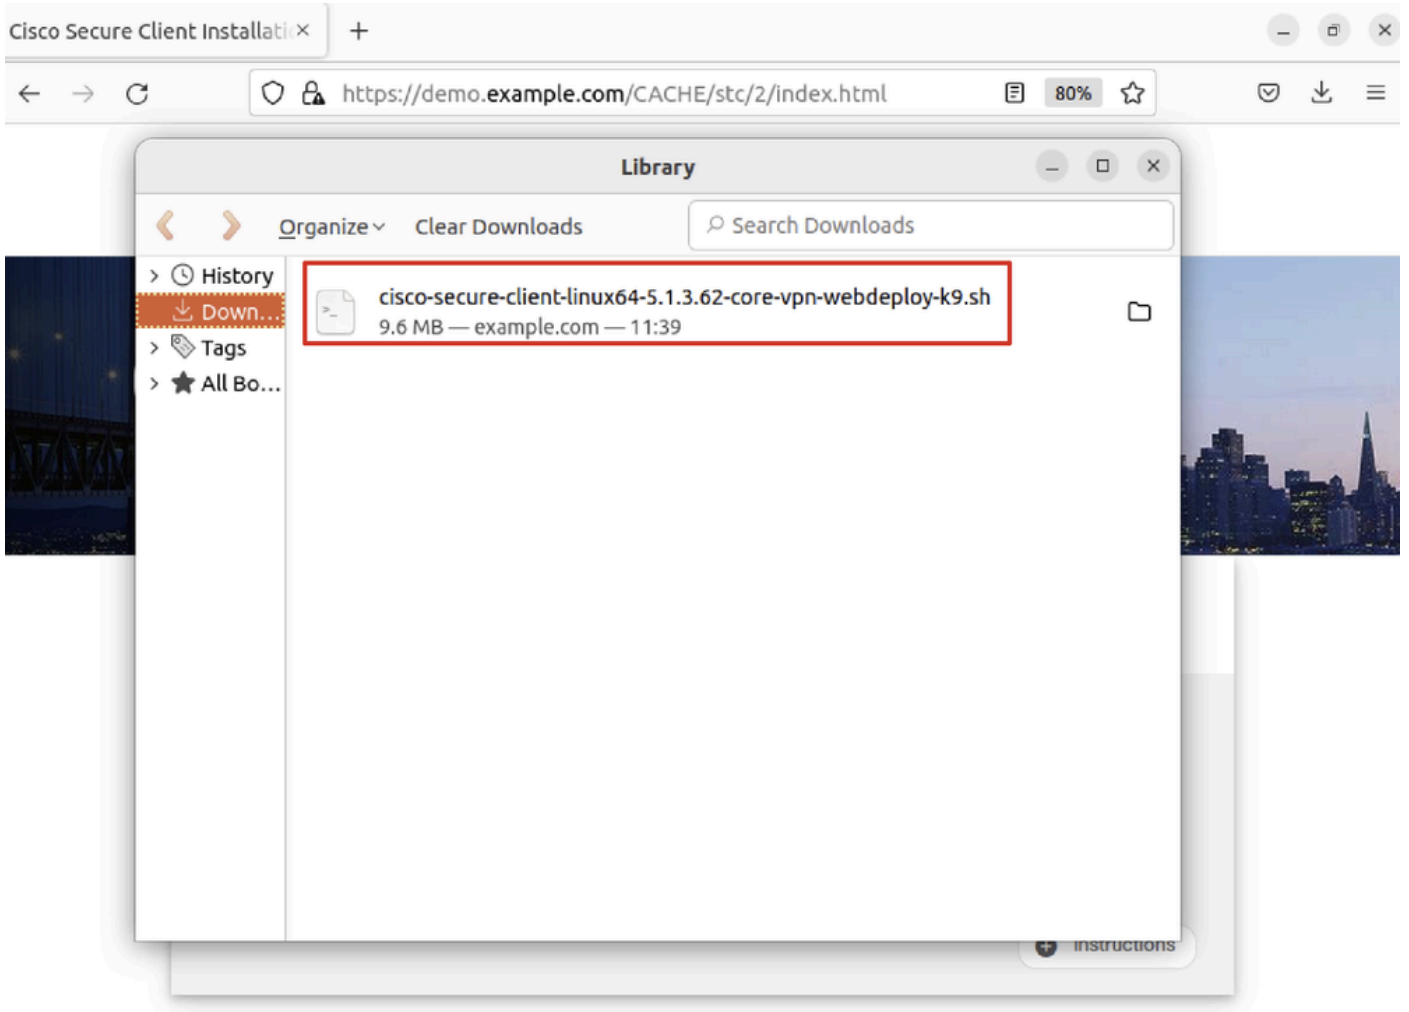 Cisco Secure Client Installati
https://demo.example.com/CACHE/stc/2/index.html
80%
Library
Organize
Clear Downloads
Search Downloads
History
Down...
Tags
All Bo...
cisco-secure-client-linux64-5.1.3.62-core-vpn-webdeploy-k9.sh
9.6 MB — example.com — 11:39
Instructions